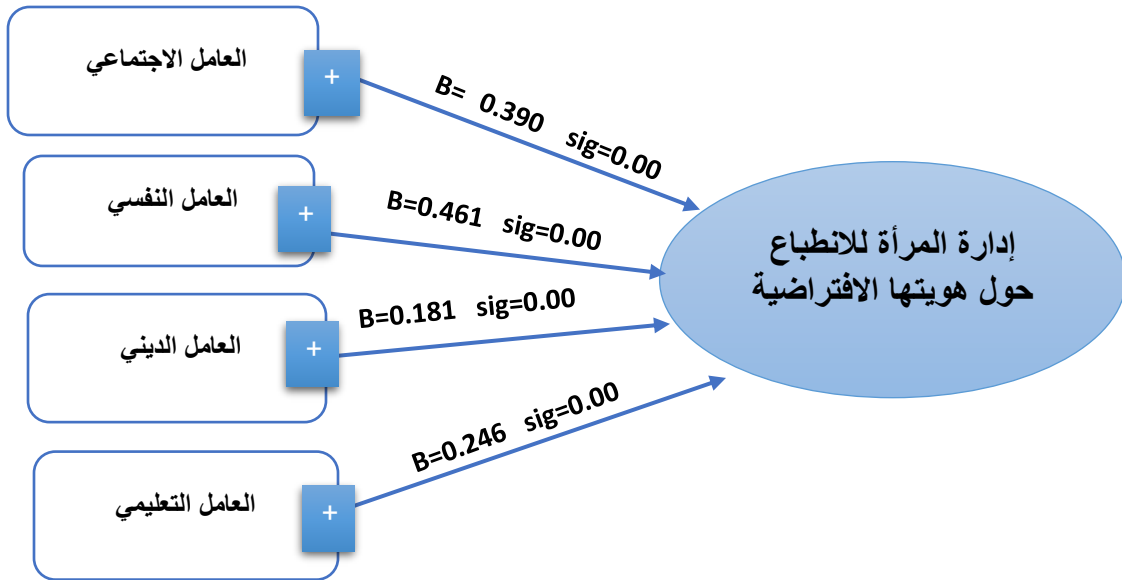 العامل الاجتماعي
+
B= 0.390 sig=0.00
العامل النفسي
+
B=0.461 sig=0.00
إدارة المرأة للانطباع
حول هويتها الافتراضية
العامل الديني
+
B=0.181 sig=0.00
العامل التعليمي
+
B=0.246 sig=0.00